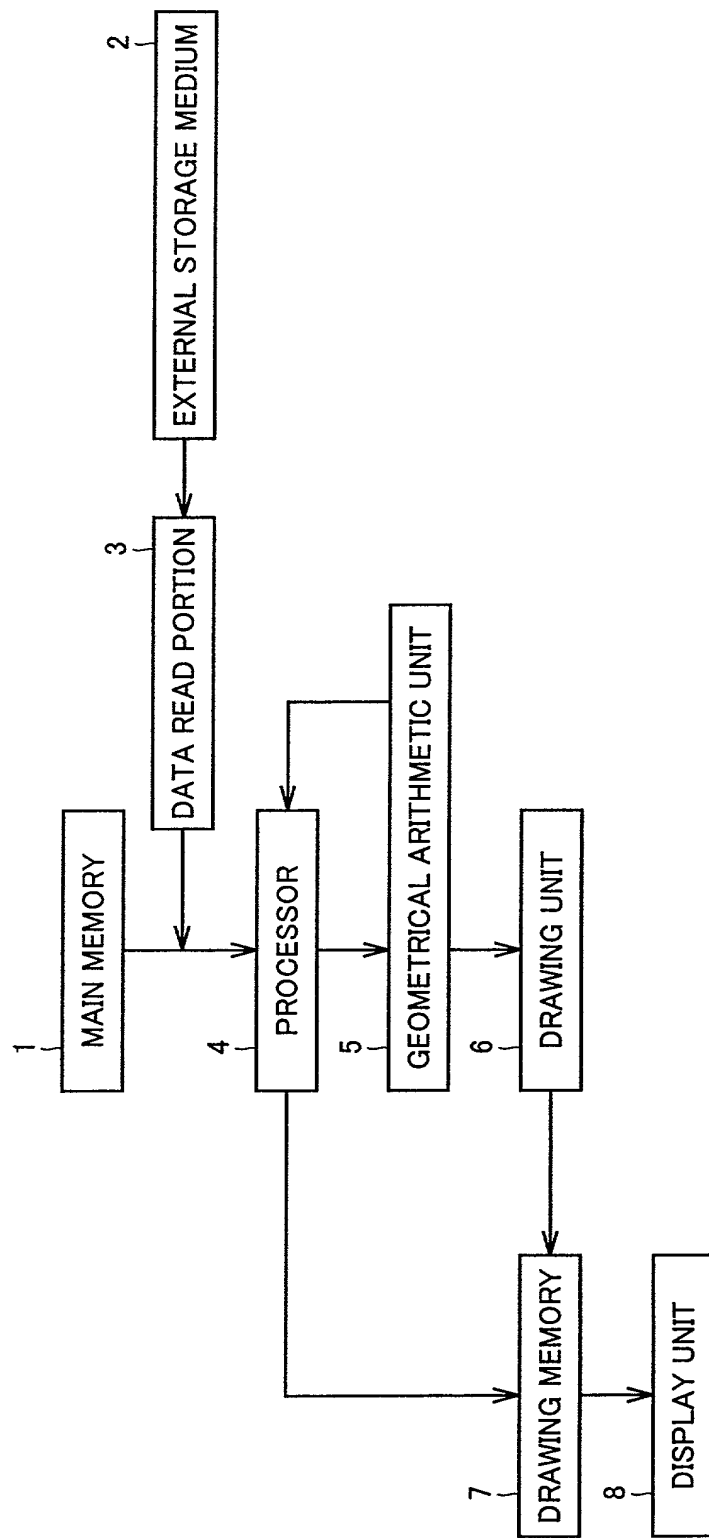 1
MAIN MEMORY
2
EXTERNAL STORAGE MEDIUM
3
DATA READ PORTION
4
PROCESSOR
5
GEOMETRICAL ARITHMETIC UNIT
6
DRAWING UNIT
7
DRAWING MEMORY
8
DISPLAY UNIT